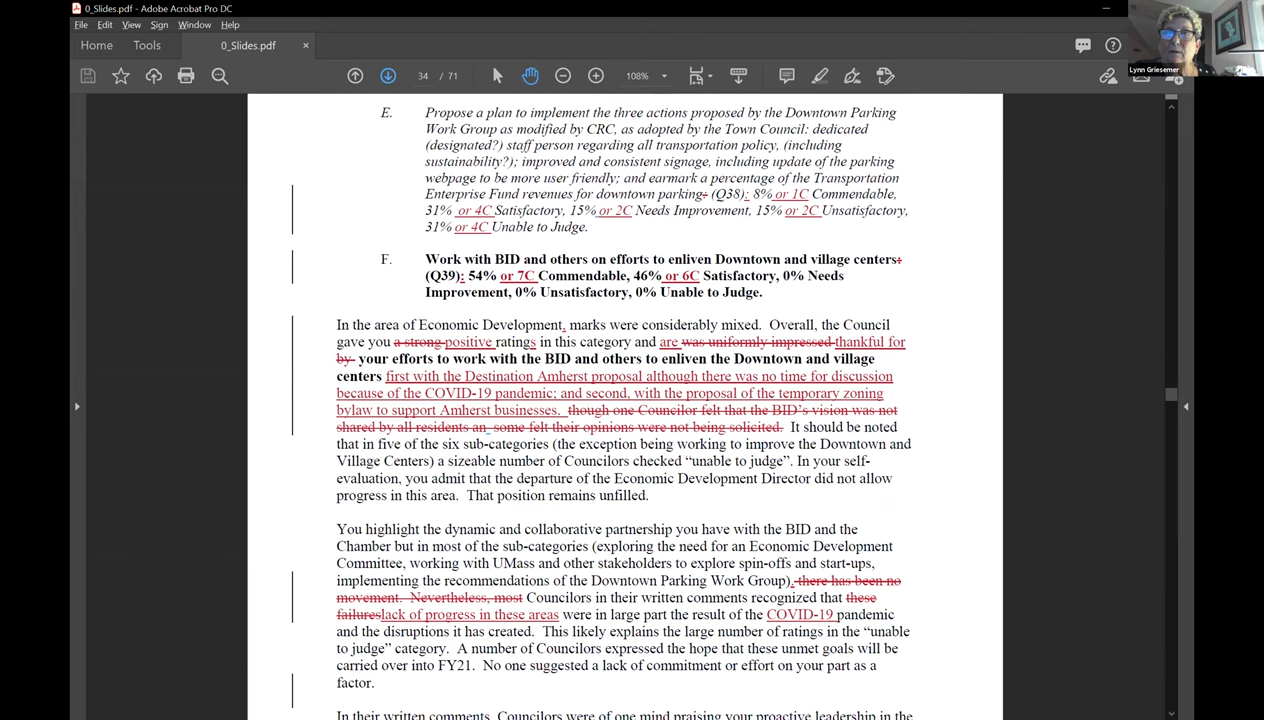 0_Slides.pdf - Adobe Acrobat Pro DC
File Edit View Sign Window Help
Home Tools 0_Slides.pdf ×
34 / 71 108%
Lynn Griesemer
E. Propose a plan to implement the three actions proposed by the Downtown Parking
Work Group as modified by CRC, as adopted by the Town Council: dedicated
(designated?) staff person regarding all transportation policy, (including
sustainability?); improved and consistent signage, including update of the parking
webpage to be more user friendly; and earmark a percentage of the Transportation
Enterprise Fund revenues for downtown parking: (Q38): 8% or 1C Commendable,
31% or 4C Satisfactory, 15% or 2C Needs Improvement, 15% or 2C Unsatisfactory,
31% or 4C Unable to Judge.
F. Work with BID and others on efforts to enliven Downtown and village centers:
(Q39): 54% or 7C Commendable, 46% or 6C Satisfactory, 0% Needs
Improvement, 0% Unsatisfactory, 0% Unable to Judge.
In the area of Economic Development, marks were considerably mixed. Overall, the Council
gave you a strong positive ratings in this category and are was uniformly impressed thankful for
by your efforts to work with the BID and others to enliven the Downtown and village
centers first with the Destination Amherst proposal although there was no time for discussion
because of the COVID-19 pandemic; and second, with the proposal of the temporary zoning
bylaw to support Amherst businesses. though one Councilor felt that the BID's vision was not
shared by all residents an some felt their opinions were not being solicited. It should be noted
that in five of the six sub-categories (the exception being working to improve the Downtown and
Village Centers) a sizeable number of Councilors checked “unable to judge”. In your self-
evaluation, you admit that the departure of the Economic Development Director did not allow
progress in this area. That position remains unfilled.
You highlight the dynamic and collaborative partnership you have with the BID and the
Chamber but in most of the sub-categories (exploring the need for an Economic Development
Committee, working with UMass and other stakeholders to explore spin-offs and start-ups,
implementing the recommendations of the Downtown Parking Work Group), there has been no
movement. Nevertheless, most Councilors in their written comments recognized that these
failureslack of progress in these areas were in large part the result of the COVID-19 pandemic
and the disruptions it has created. This likely explains the large number of ratings in the “unable
to judge” category. A number of Councilors expressed the hope that these unmet goals will be
carried over into FY21. No one suggested a lack of commitment or effort on your part as a
factor.
In their written comments, Councilors were of one mind praising your proactive leadership in the